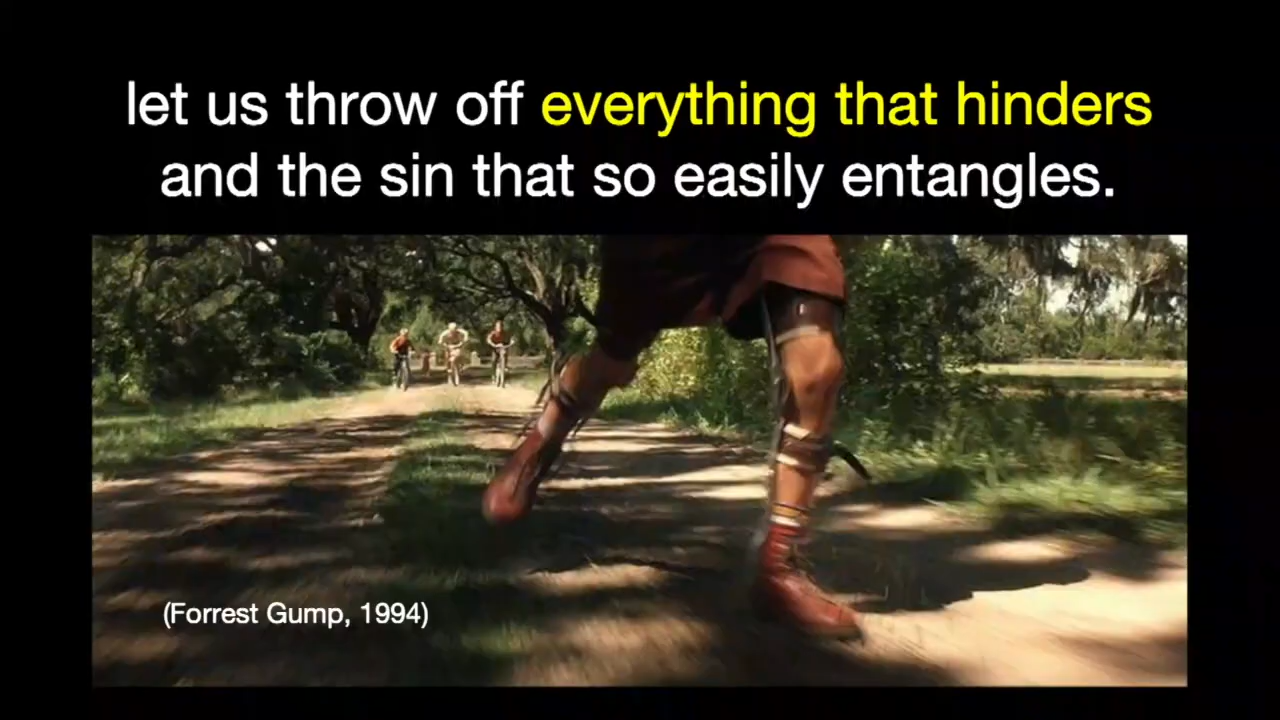 let us throw off everything that hinders
and the sin that so easily entangles.
(Forrest Gump, 1994)